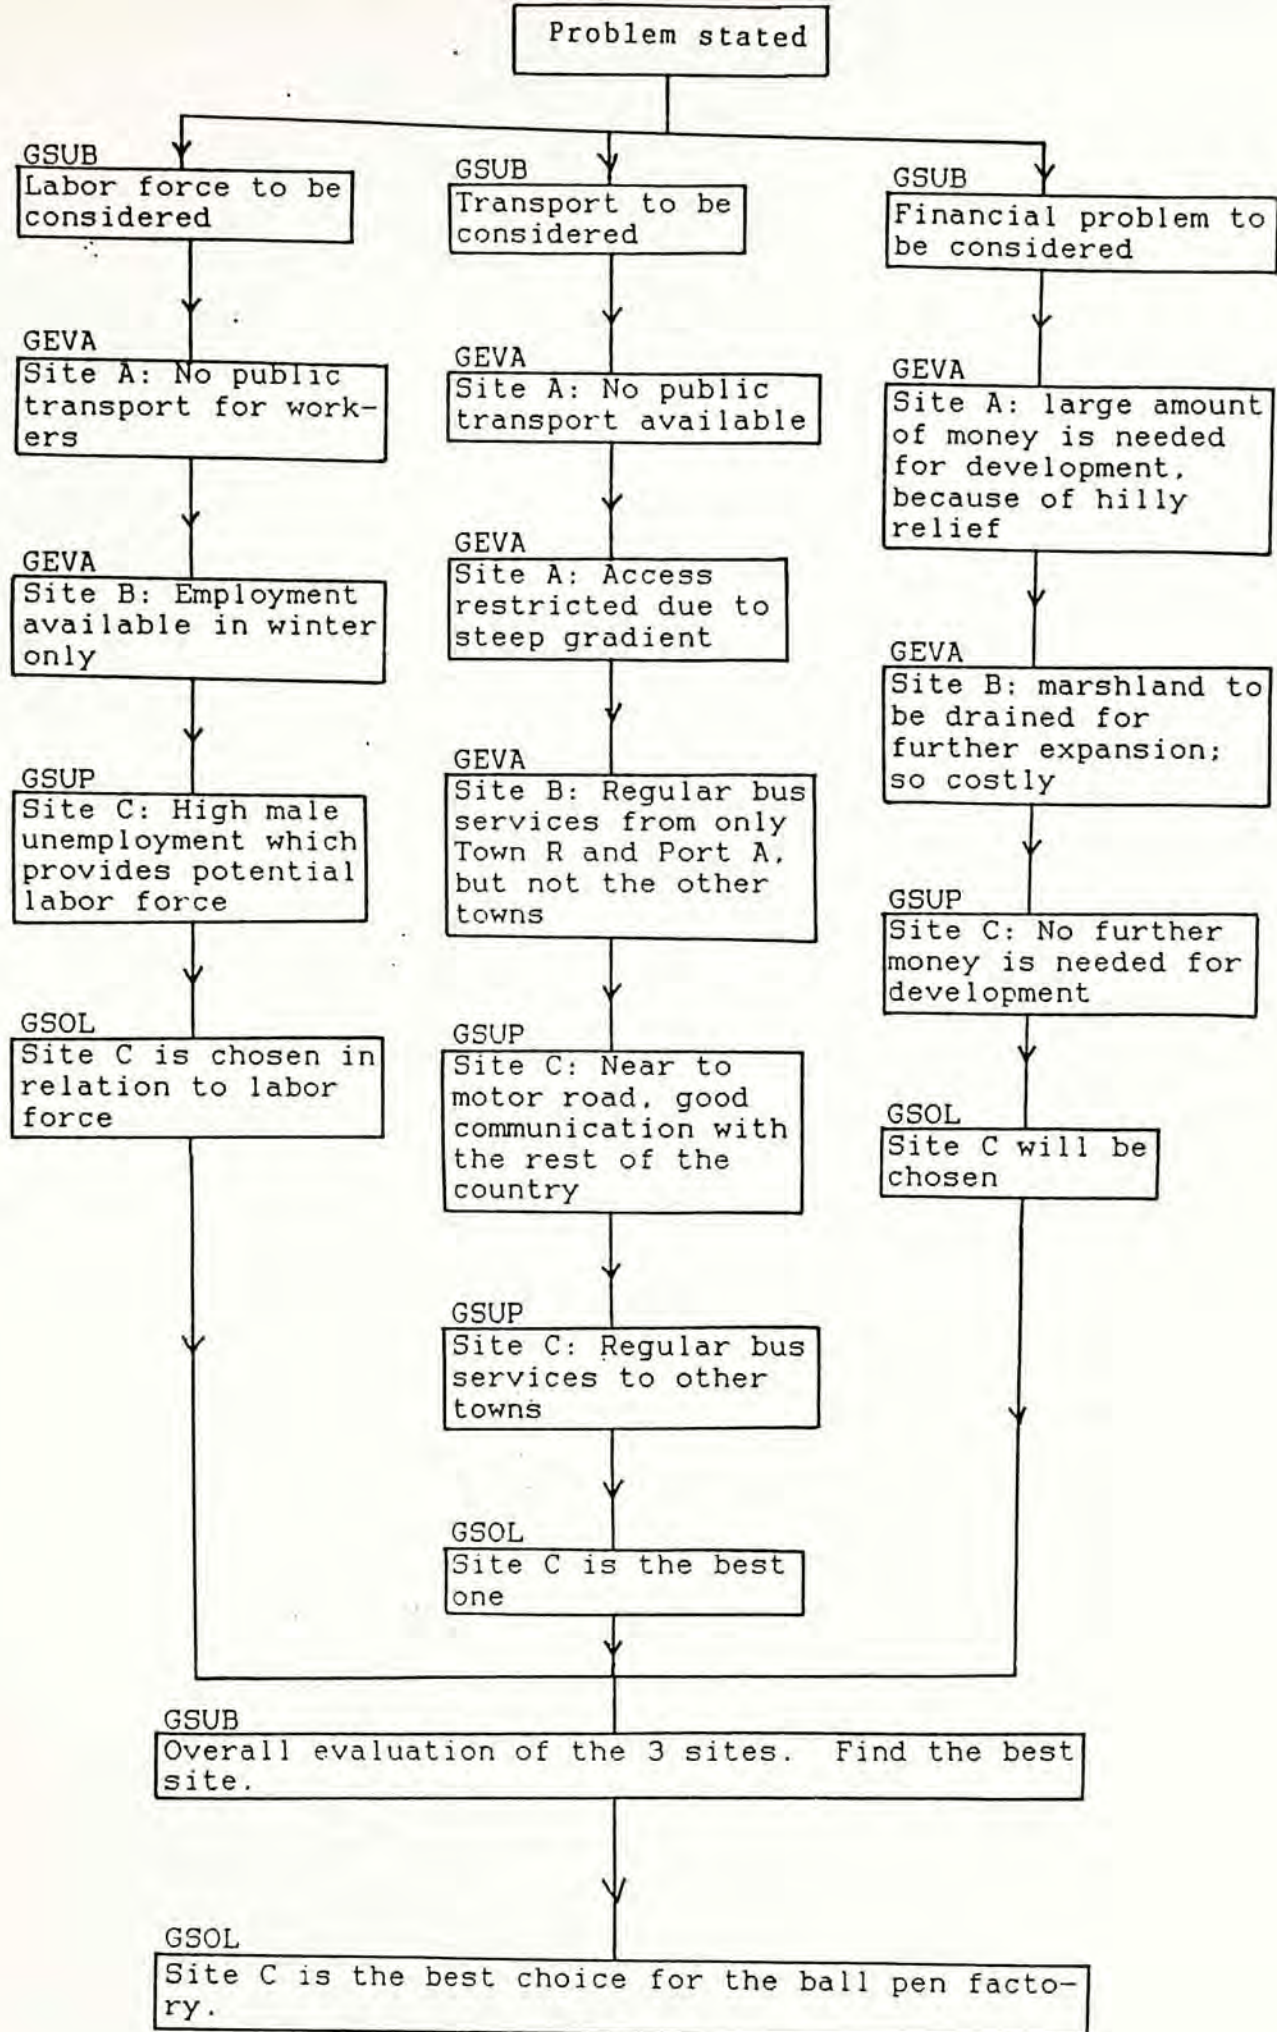 Problem stated
GSUB
Labor force to be
considered
GEVA
Site A: No public
transport for work-
ers
GEVA
Site B: Employment
available in winter
only
GSUP
Site C: High male
unemployment which
provides potential
labor force
GSOL
Site C is chosen in
relation to labor
force
GSUB
Transport to be
considered
GEVA
Site A: No public
transport available
GEVA
Site A: Access
restricted due to
steep gradient
GEVA
Site B: Regular bus
services from only
Town R and Port A,
but not the other
towns
GSUP
Site C: Near to
motor road, good
communication with
the rest of the
country
GSUP
Site C: Regular bus
services to other
towns
GSOL
Site C is the best
one
GSUB
Financial problem to
be considered
GEVA
Site A: large amount
of money is needed
for development,
because of hilly
relief
GEVA
Site B: marshland to
be drained for
further expansion;
so costly
GSUP
Site C: No further
money is needed for
development
GSOL
Site C will be
chosen
GSUB
Overall evaluation of the 3 sites.  Find the best
site.
GSOL
Site C is the best choice for the ball pen facto-
ry.